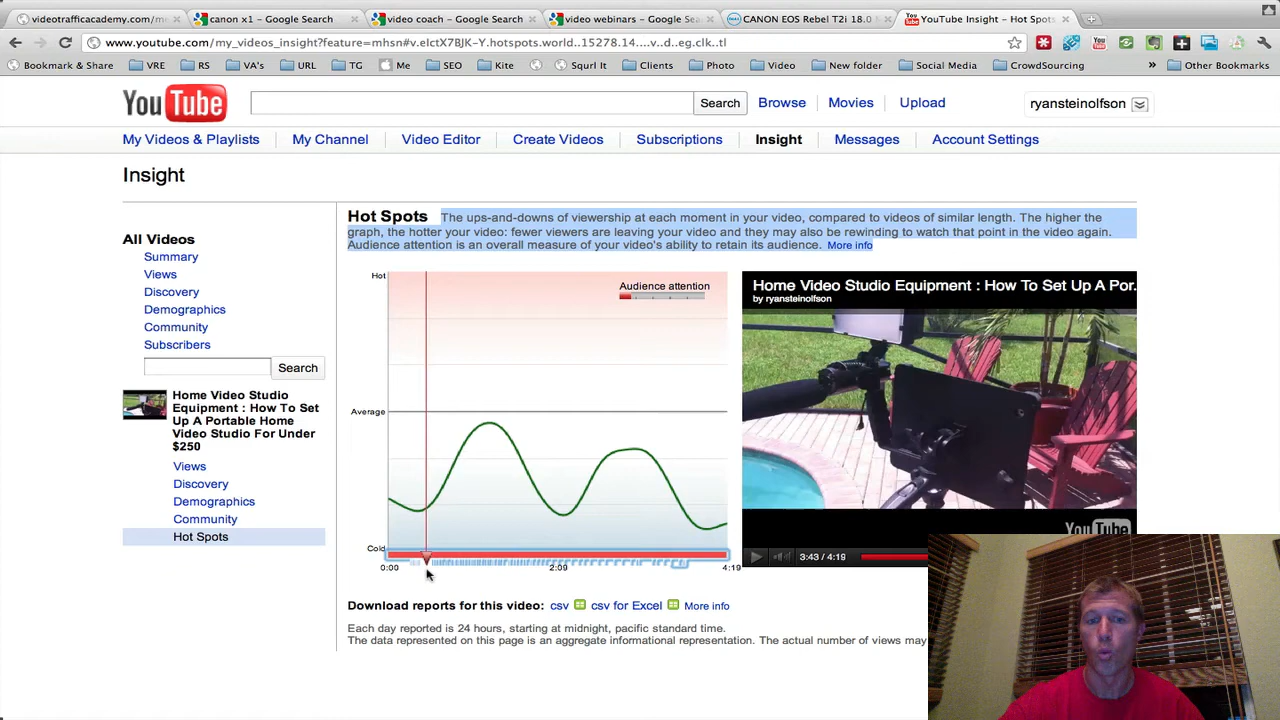 videotrafficacademy.com/me
canon x1 - Google Search
video coach - Google Search
video webinars - Google Sea
CANON EOS Rebel T2i 18.0
YouTube Insight - Hot Spots
www.youtube.com/my_videos_insight?feature=mhsn#v.elctX7BJK-Y.hotspots.world..15278.14....v..d..eg.clk..tl
Bookmark & Share VRE RS VA's URL TG Me SEO Kite Squrl It Clients Photo Video New folder Social Media CrowdSourcing » Other Bookmarks
YouTube Search Browse Movies Upload ryansteinolfson
My Videos & Playlists My Channel Video Editor Create Videos Subscriptions Insight Messages Account Settings
Insight
All Videos
Summary
Views
Discovery
Demographics
Community
Subscribers
Search
Home Video Studio
Equipment : How To Set
Up A Portable Home
Video Studio For Under
$250
Views
Discovery
Demographics
Community
Hot Spots
Hot Spots The ups-and-downs of viewership at each moment in your video, compared to videos of similar length. The higher the
graph, the hotter your video: fewer viewers are leaving your video and they may also be rewinding to watch that point in the video again.
Audience attention is an overall measure of your video's ability to retain its audience. More info
Hot
Audience attention
Average
Cold
0:00 2:09 4:19
Home Video Studio Equipment : How To Set Up A Por...
by ryansteinolfson
YouTube
3:43 / 4:19
Download reports for this video: csv csv for Excel More info
Each day reported is 24 hours, starting at midnight, pacific standard time.
The data represented on this page is an aggregate informational representation. The actual number of views may